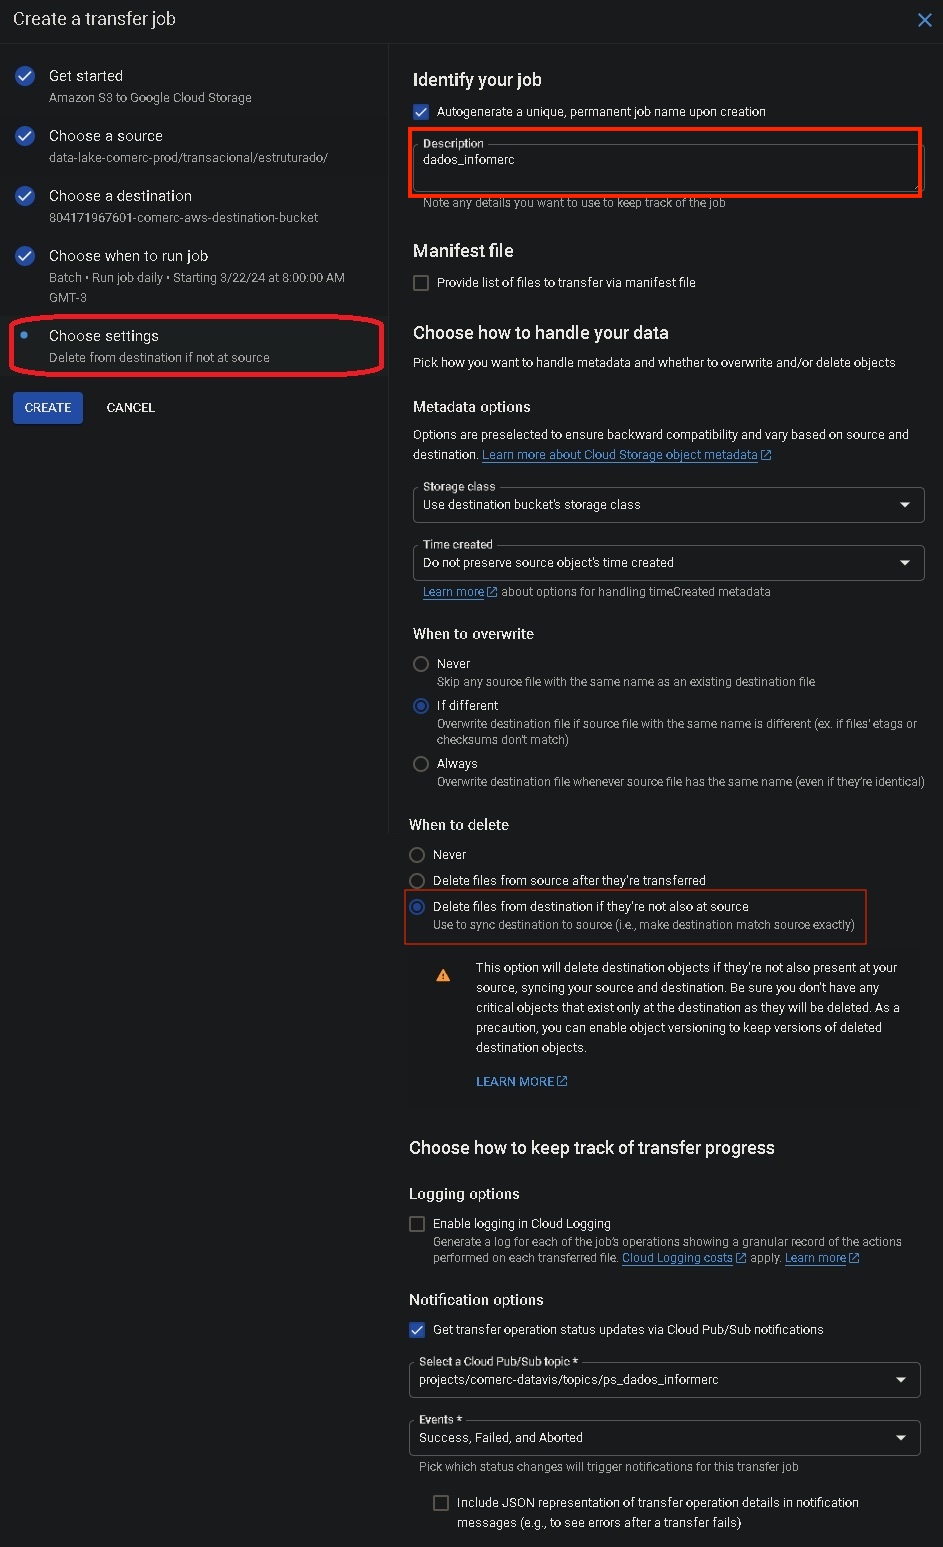 Create a transfer job
Get started
Amazon S3 to Google Cloud Storage
Choose a source
data-lake-comerc-prod/transacional/estruturado/
Choose a destination
804171967601-comerc-aws-destination-bucket
Choose when to run job
Batch • Run job daily • Starting 3/22/24 at 8:00:00 AM
GMT-3
Choose settings
Delete from destination if not at source
CREATE
CANCEL
Identify your job
Autogenerate a unique, permanent job name upon creation
Description
dados_infomerc
Note any details you want to use to keep track of the job
Manifest file
Provide list of files to transfer via manifest file
Choose how to handle your data
Pick how you want to handle metadata and whether to overwrite and/or delete objects
Metadata options
Options are preselected to ensure backward compatibility and vary based on source and
destination. Learn more about Cloud Storage object metadata
Storage class
Use destination bucket's storage class
Time created
Do not preserve source object's time created
Learn more about options for handling timeCreated metadata
When to overwrite
Never
Skip any source file with the same name as an existing destination file
If different
Overwrite destination file if source file with the same name is different (ex. if files' etags or
checksums don't match)
Always
Overwrite destination file whenever source file has the same name (even if they're identical)
When to delete
Never
Delete files from source after they're transferred
Delete files from destination if they're not also at source
Use to sync destination to source (i.e., make destination match source exactly)
This option will delete destination objects if they're not also present at your
source, syncing your source and destination. Be sure you don't have any
critical objects that exist only at the destination as they will be deleted. As a
precaution, you can enable object versioning to keep versions of deleted
destination objects.
LEARN MORE
Choose how to keep track of transfer progress
Logging options
Enable logging in Cloud Logging
Generate a log for each of the job's operations showing a granular record of the actions
performed on each transferred file. Cloud Logging costs apply. Learn more
Notification options
Get transfer operation status updates via Cloud Pub/Sub notifications
Select a Cloud Pub/Sub topic *
projects/comerc-datavis/topics/ps_dados_informerc
Events *
Success, Failed, and Aborted
Pick which status changes will trigger notifications for this transfer job
Include JSON representation of transfer operation details in notification
messages (e.g., to see errors after a transfer fails)